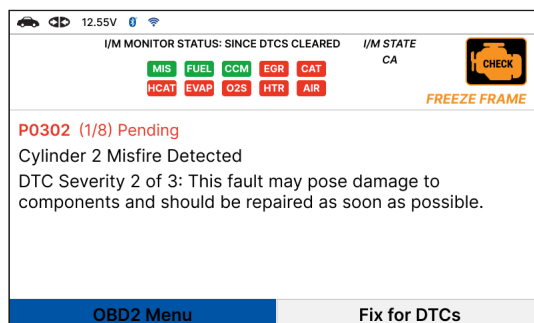 12.55V
I/M MONITOR STATUS: SINCE DTCS CLEARED I/M STATE
CA
CHECK
MIS FUEL CCM EGR CAT
HCAT EVAP O2S HTR AIR
FREEZE FRAME
P0302 (1/8) Pending
Cylinder 2 Misfire Detected
DTC Severity 2 of 3: This fault may pose damage to
components and should be repaired as soon as possible.
OBD2 Menu Fix for DTCs